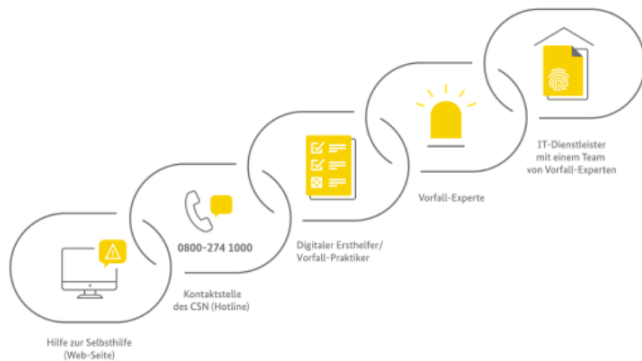 Hilfe zur Selbsthilfe
(Web-Seite)
0800-274 1000
Kontaktstelle
des CSN (Hotline)
Digitaler Ersthelfer/
Vorfall-Praktiker
Vorfall-Experte
IT-Dienstleister
mit einem Team
von Vorfall-Experten